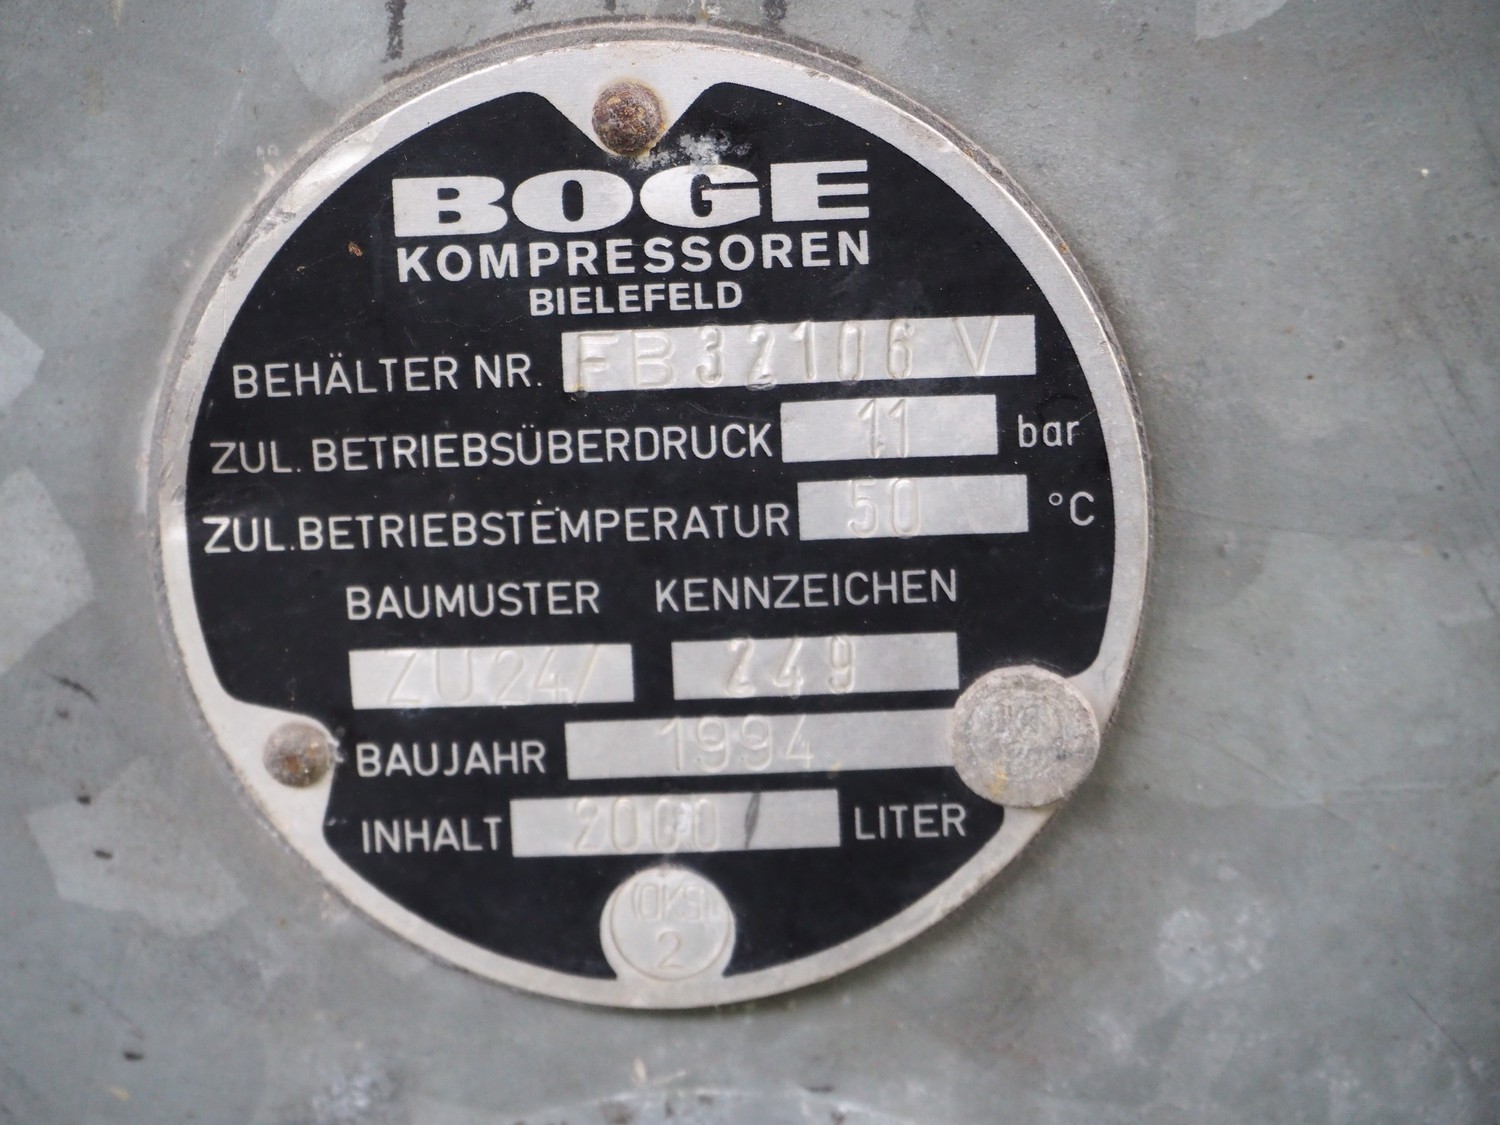 BOGE
KOMPRESSOREN
BIELEFELD
BEHÄLTER NR. FB32106 V
ZUL. BETRIEBSÜBERDRUCK 11 bar
ZUL. BETRIEBSTEMPERATUR 50 °C
BAUMUSTER KENNZEICHEN
ZU24/ 249
BAUJAHR 1994
INHALT 2000 LITER
2